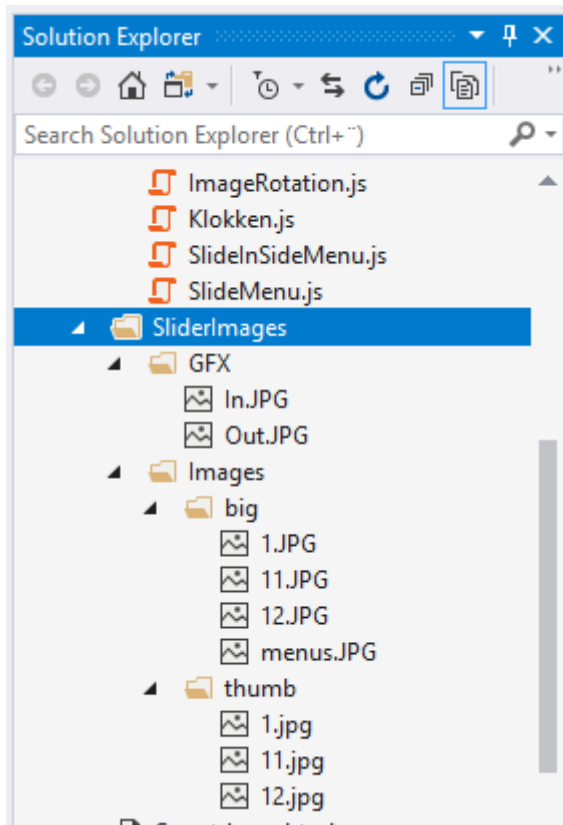 Solution Explorer
Search Solution Explorer (Ctrl+¨)
ImageRotation.js
Klokken.js
SlideInSideMenu.js
SlideMenu.js
SliderImages
GFX
In.JPG
Out.JPG
Images
big
1.JPG
11.JPG
12.JPG
menus.JPG
thumb
1.jpg
11.jpg
12.jpg